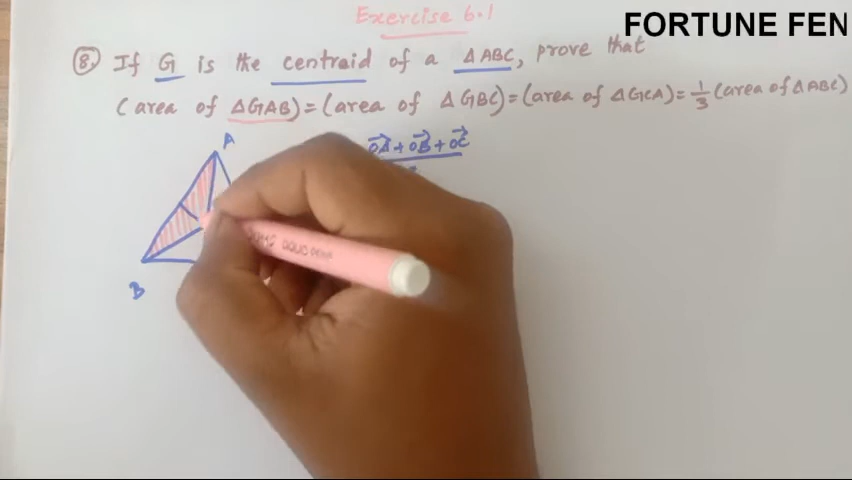 Exercise 6.1
FORTUNE FEN
8. If G is the centraid of a ΔABC, prove that
(area of ΔGAB) = (area of ΔGBC) = (area of ΔGCA) = 1/3 (area of ΔABC)
A
OA→ + OB→ + OC→
B